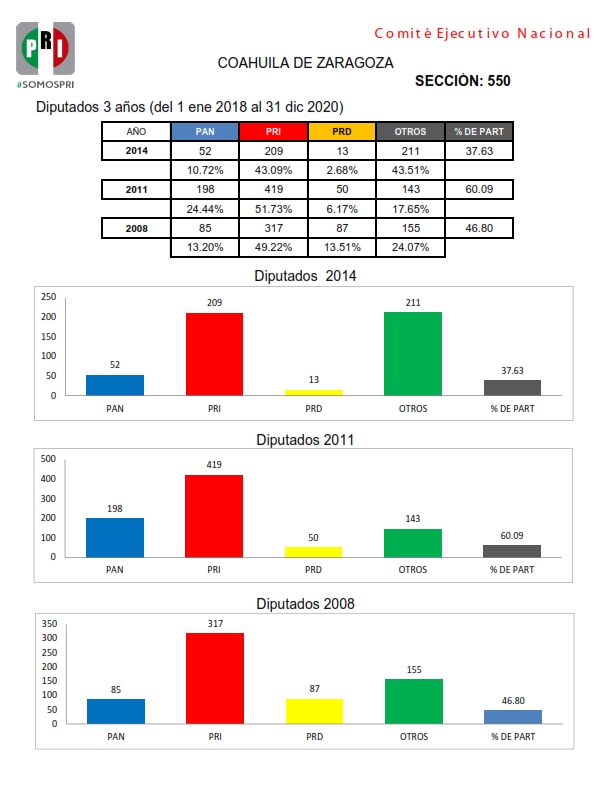 Comité Ejecutivo Nacional
PRI
#SOMOSPRI
COAHUILA DE ZARAGOZA
SECCIÓN: 550
Diputados 3 años (del 1 ene 2018 al 31 dic 2020)
AÑO PAN PRI PRD OTROS % DE PART
2014 52 209 13 211 37.63
10.72% 43.09% 2.68% 43.51%
2011 198 419 50 143 60.09
24.44% 51.73% 6.17% 17.65%
2008 85 317 87 155 46.80
13.20% 49.22% 13.51% 24.07%
Diputados 2014
250
200
150
100
50
0
52 209 13 211 37.63
PAN PRI PRD OTROS % DE PART
Diputados 2011
500
400
300
200
100
0
198 419 50 143 60.09
PAN PRI PRD OTROS % DE PART
Diputados 2008
350
300
250
200
150
100
50
0
85 317 87 155 46.80
PAN PRI PRD OTROS % DE PART